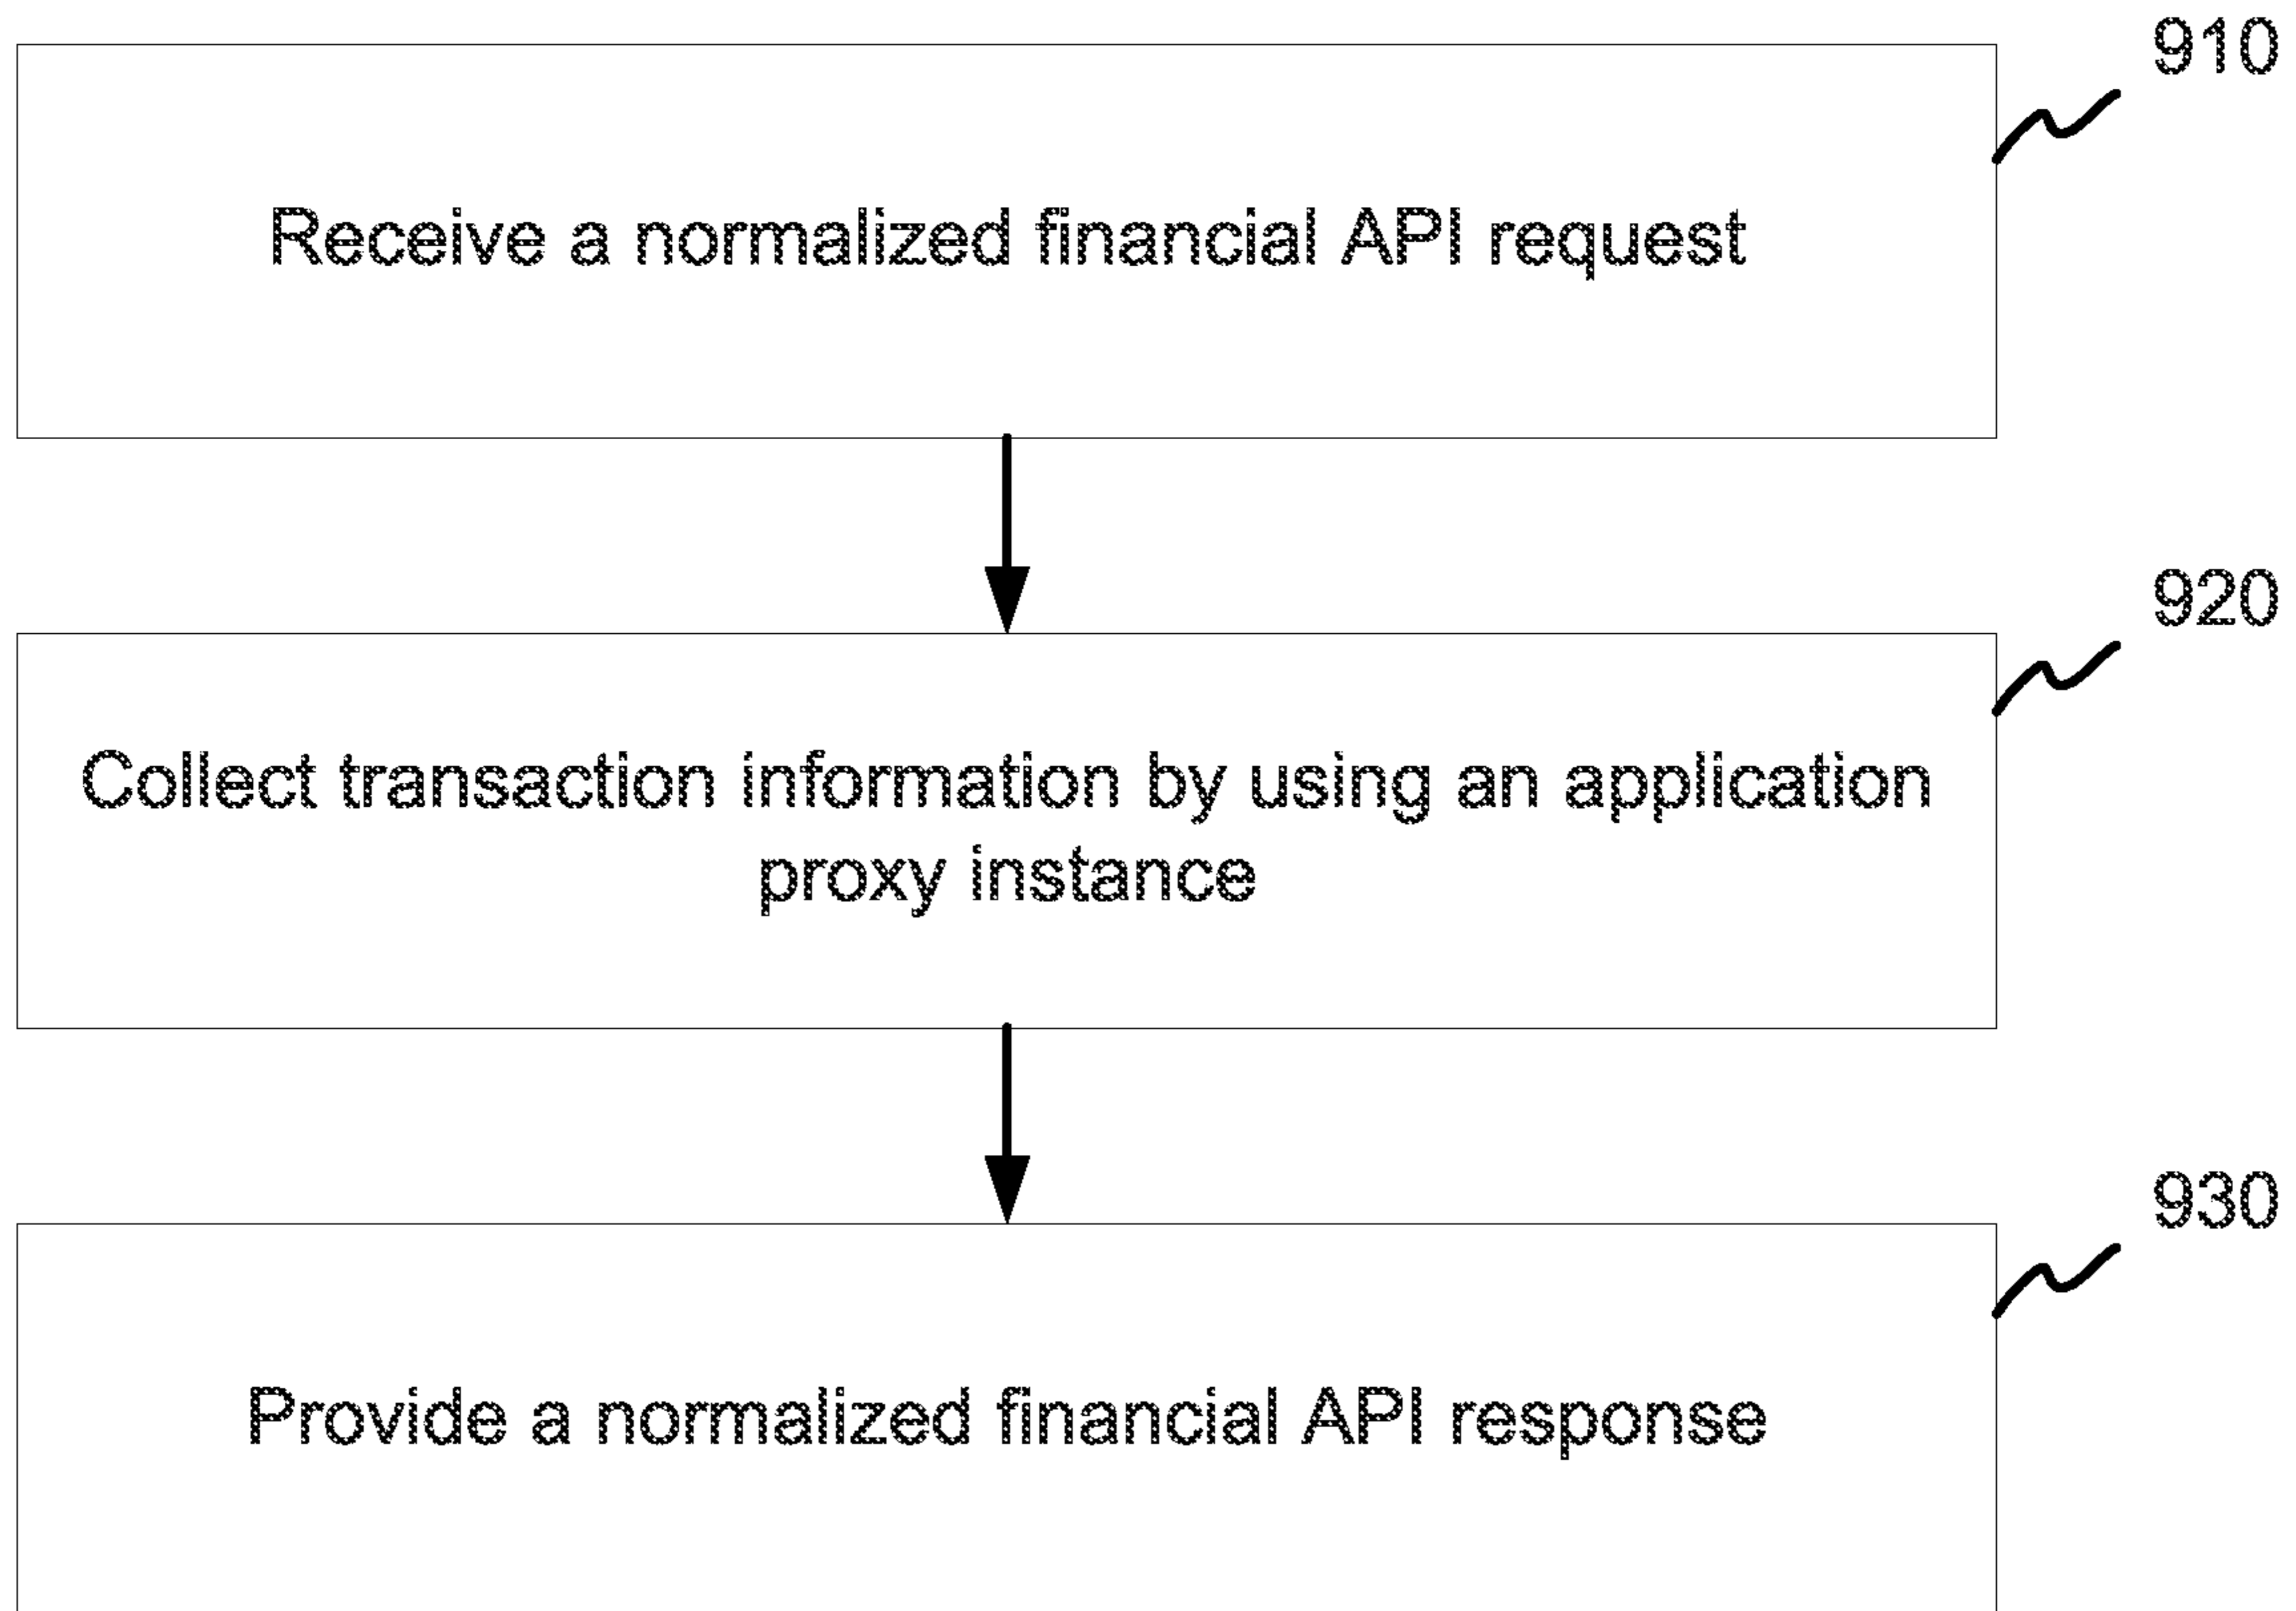 910
Receive a normalized financial API request
920
Collect transaction information by using an application
proxy instance
930
Provide a normalized financial API response